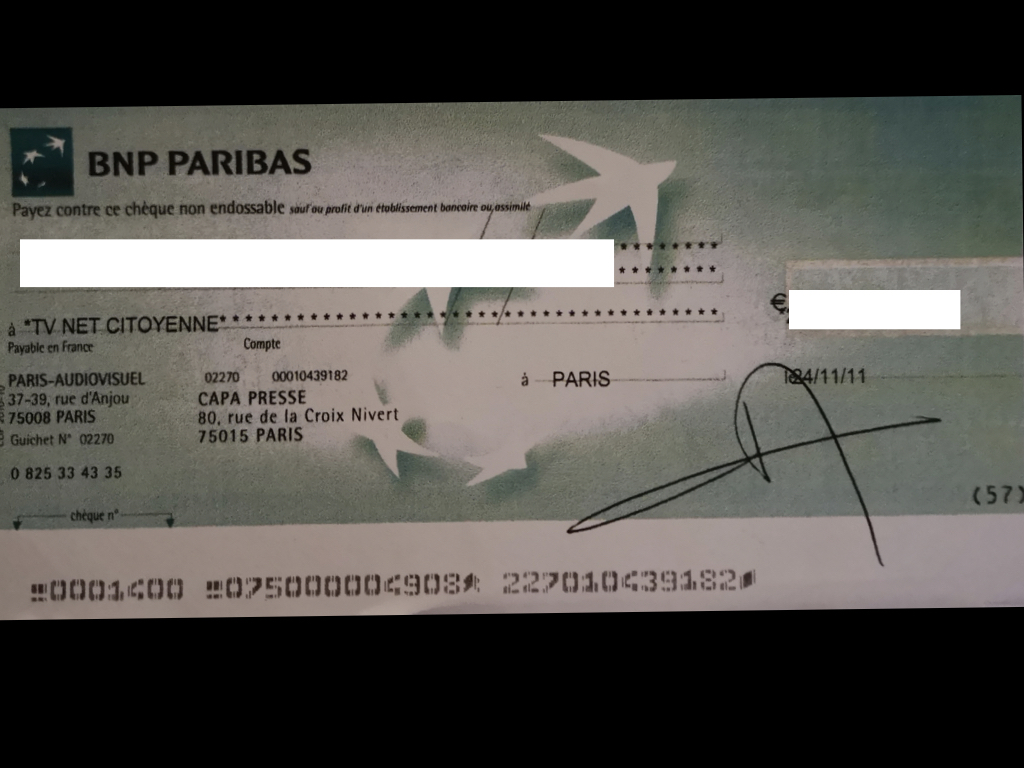 BNP PARIBAS
Payez contre ce chèque non endossable sauf au profit d'un établissement bancaire ou assimilé
€
à *TV NET CITOYENNE*
Payable en France
Compte
PARIS-AUDIOVISUEL 02270 00010439182 à PARIS 4/11/11
37-39, rue d'Anjou CAPA PRESSE
75008 PARIS 80, rue de la Croix Nivert
Guichet N° 02270 75015 PARIS
0 825 33 43 35
(57)
chèque n°
0001400 075000004908 227010439182